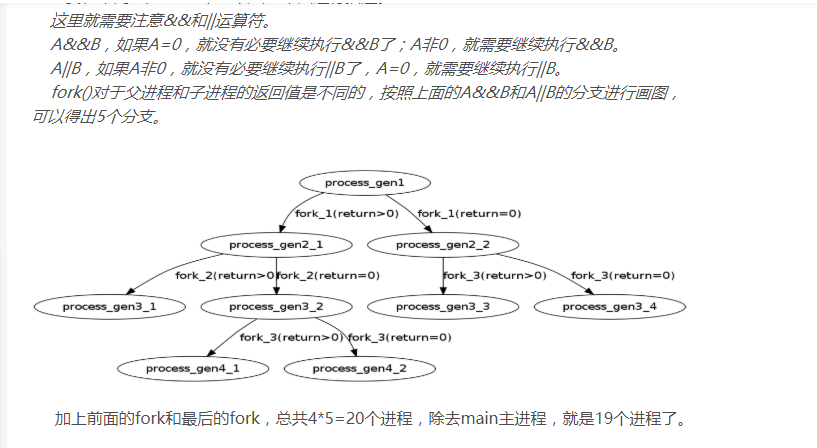 这里就需要注意&&和||运算符。
A&&B，如果A=0，就没有必要继续执行&&B了；A非0，就需要继续执行&&B。
A||B，如果A非0，就没有必要继续执行||B了，A=0，就需要继续执行||B。
fork()对于父进程和子进程的返回值是不同的，按照上面的A&&B和A||B的分支进行画图，
可以得出5个分支。
process_gen1
fork_1(return>0) fork_1(return=0)
process_gen2_1 process_gen2_2
fork_2(return>0 fork_2(return=0) fork_3(return>0) fork_3(return=0)
process_gen3_1 process_gen3_2 process_gen3_3 process_gen3_4
fork_3(return>0) fork_3(return=0)
process_gen4_1 process_gen4_2
加上前面的fork和最后的fork，总共4*5=20个进程，除去main主进程，就是19个进程了。